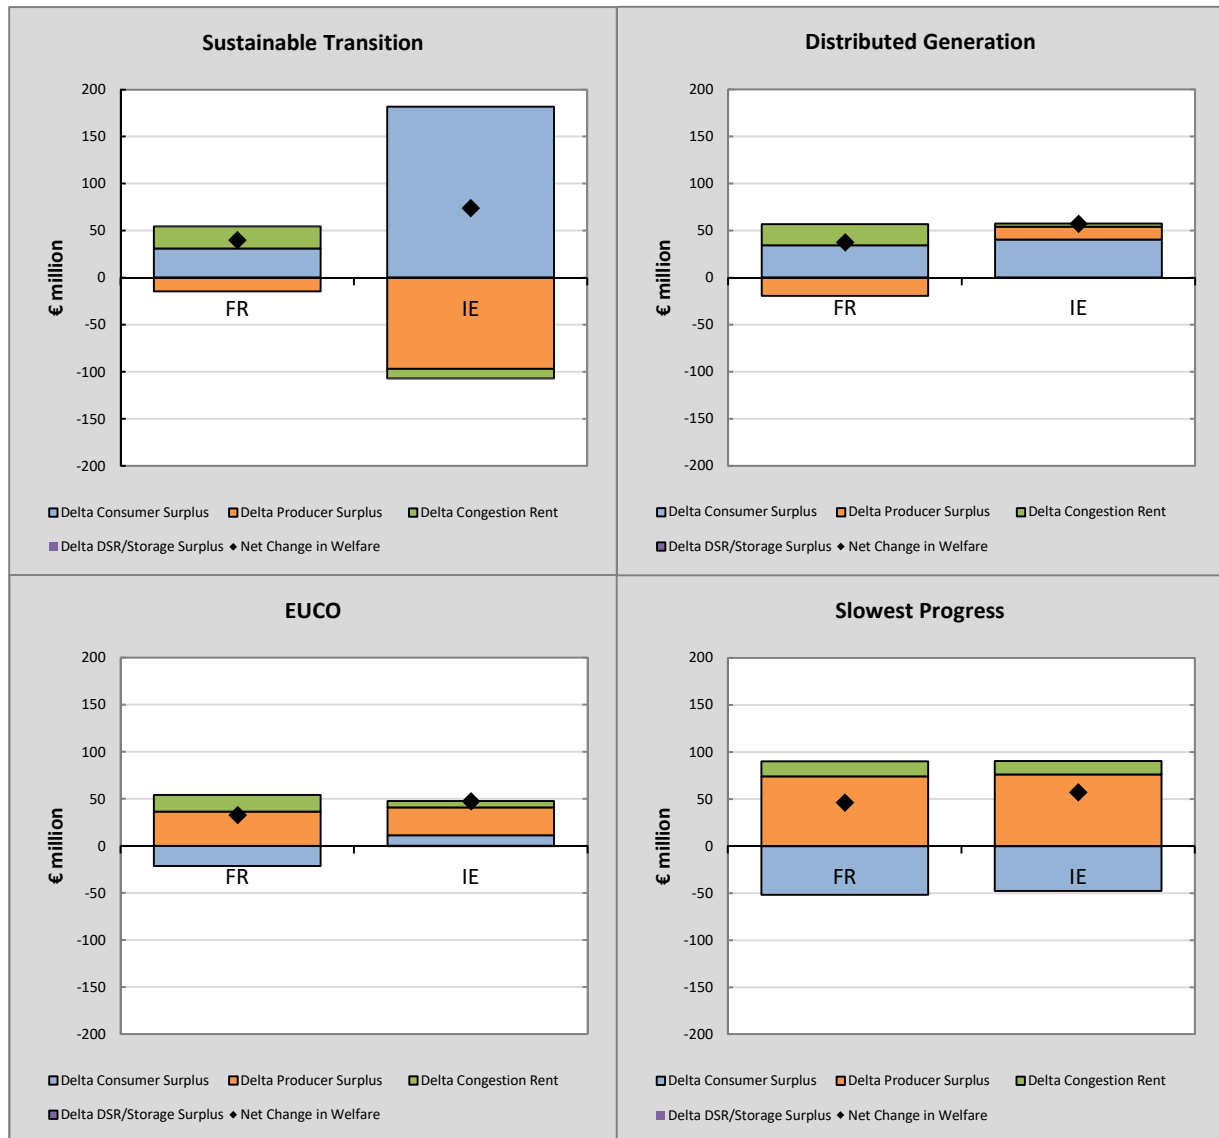 Sustainable Transition
200
150
100
50
0
-50
-100
-150
-200
€ million
FR
IE
Delta Consumer Surplus
Delta Producer Surplus
Delta Congestion Rent
Delta DSR/Storage Surplus
Net Change in Welfare
Distributed Generation
200
150
100
50
0
-50
-100
-150
-200
€ million
FR
IE
Delta Consumer Surplus
Delta Producer Surplus
Delta Congestion Rent
Delta DSR/Storage Surplus
Net Change in Welfare
EUCO
200
150
100
50
0
-50
-100
-150
-200
€ million
FR
IE
Delta Consumer Surplus
Delta Producer Surplus
Delta Congestion Rent
Delta DSR/Storage Surplus
Net Change in Welfare
Slowest Progress
200
150
100
50
0
-50
-100
-150
-200
€ million
FR
IE
Delta Consumer Surplus
Delta Producer Surplus
Delta Congestion Rent
Delta DSR/Storage Surplus
Net Change in Welfare